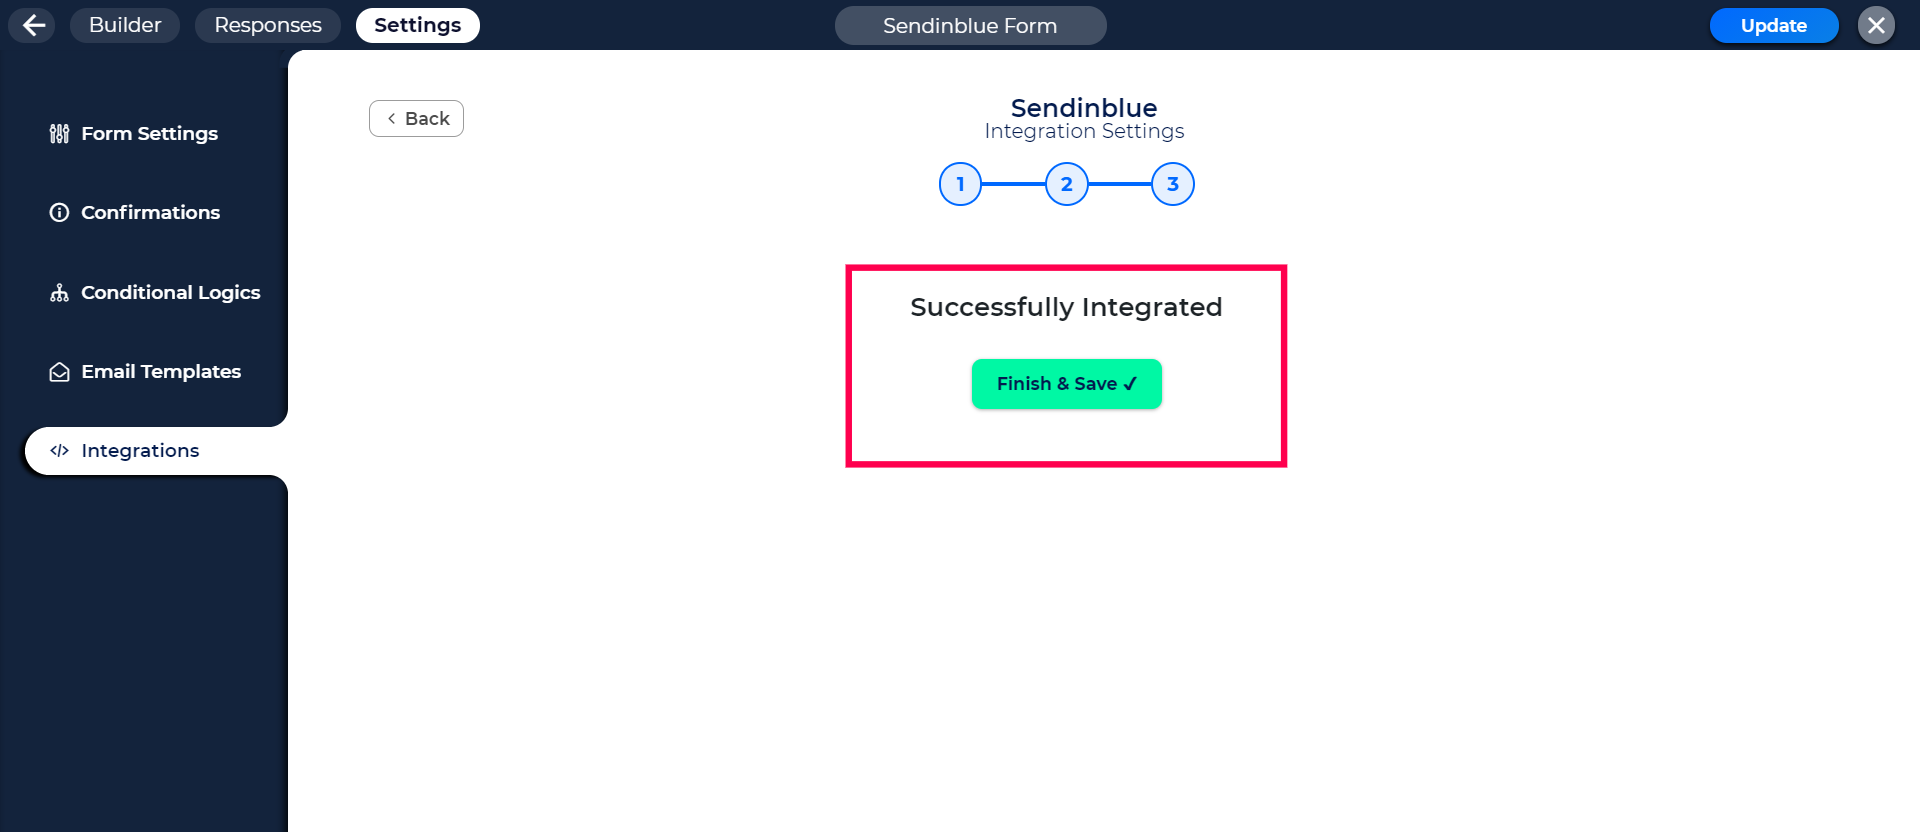 Builder
Responses
Settings
Sendinblue Form
Update
Form Settings
Confirmations
Conditional Logics
Email Templates
Integrations
Back
Sendinblue
Integration Settings
1 2 3
Successfully Integrated
Finish & Save ✓